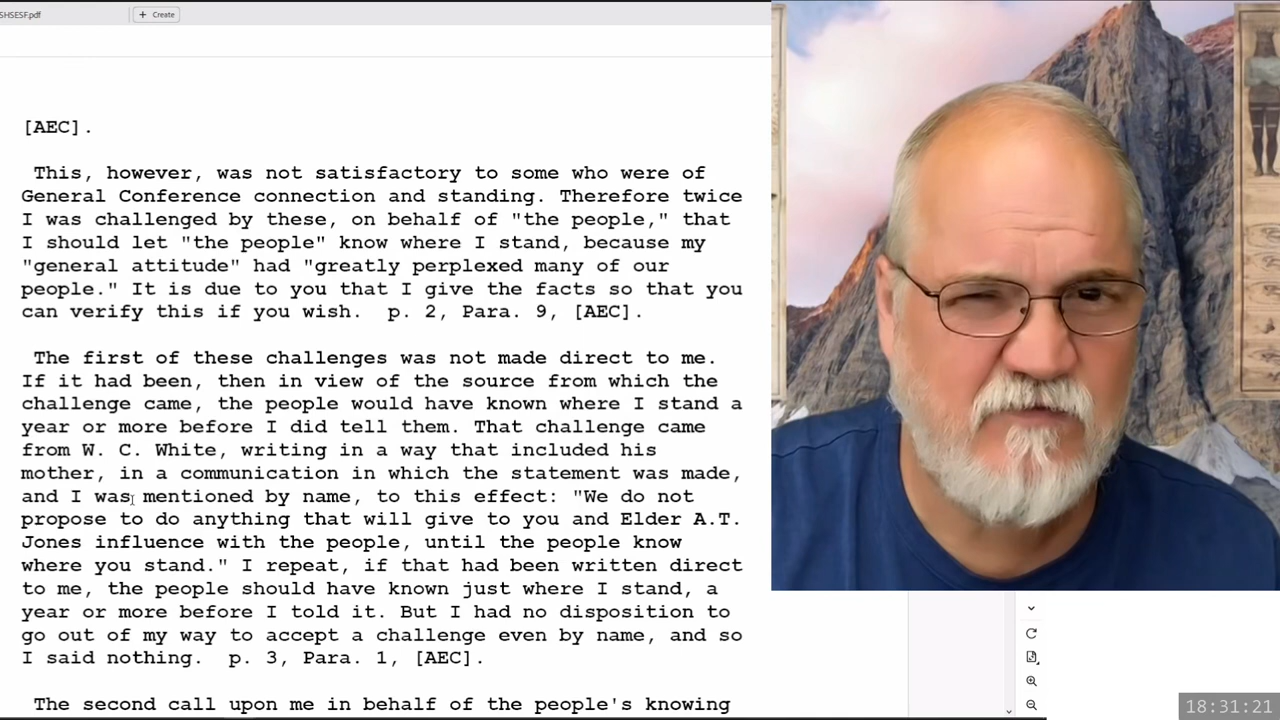 SHSESF.pdf
+ Create
[AEC].
This, however, was not satisfactory to some who were of
General Conference connection and standing. Therefore twice
I was challenged by these, on behalf of "the people," that
I should let "the people" know where I stand, because my
"general attitude" had "greatly perplexed many of our
people." It is due to you that I give the facts so that you
can verify this if you wish.  p. 2, Para. 9, [AEC].
The first of these challenges was not made direct to me.
If it had been, then in view of the source from which the
challenge came, the people would have known where I stand a
year or more before I did tell them. That challenge came
from W. C. White, writing in a way that included his
mother, in a communication in which the statement was made,
and I was mentioned by name, to this effect: "We do not
propose to do anything that will give to you and Elder A.T.
Jones influence with the people, until the people know
where you stand." I repeat, if that had been written direct
to me, the people should have known just where I stand, a
year or more before I told it. But I had no disposition to
go out of my way to accept a challenge even by name, and so
I said nothing.  p. 3, Para. 1, [AEC].
The second call upon me in behalf of the people's knowing
18:31:21